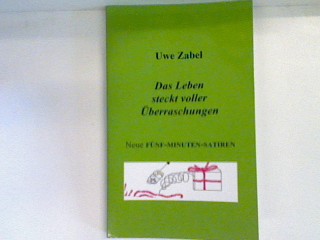 Uwe Zabel
Das Leben
steckt voller
Überraschungen
Neue FÜNF-MINUTEN-SATIREN